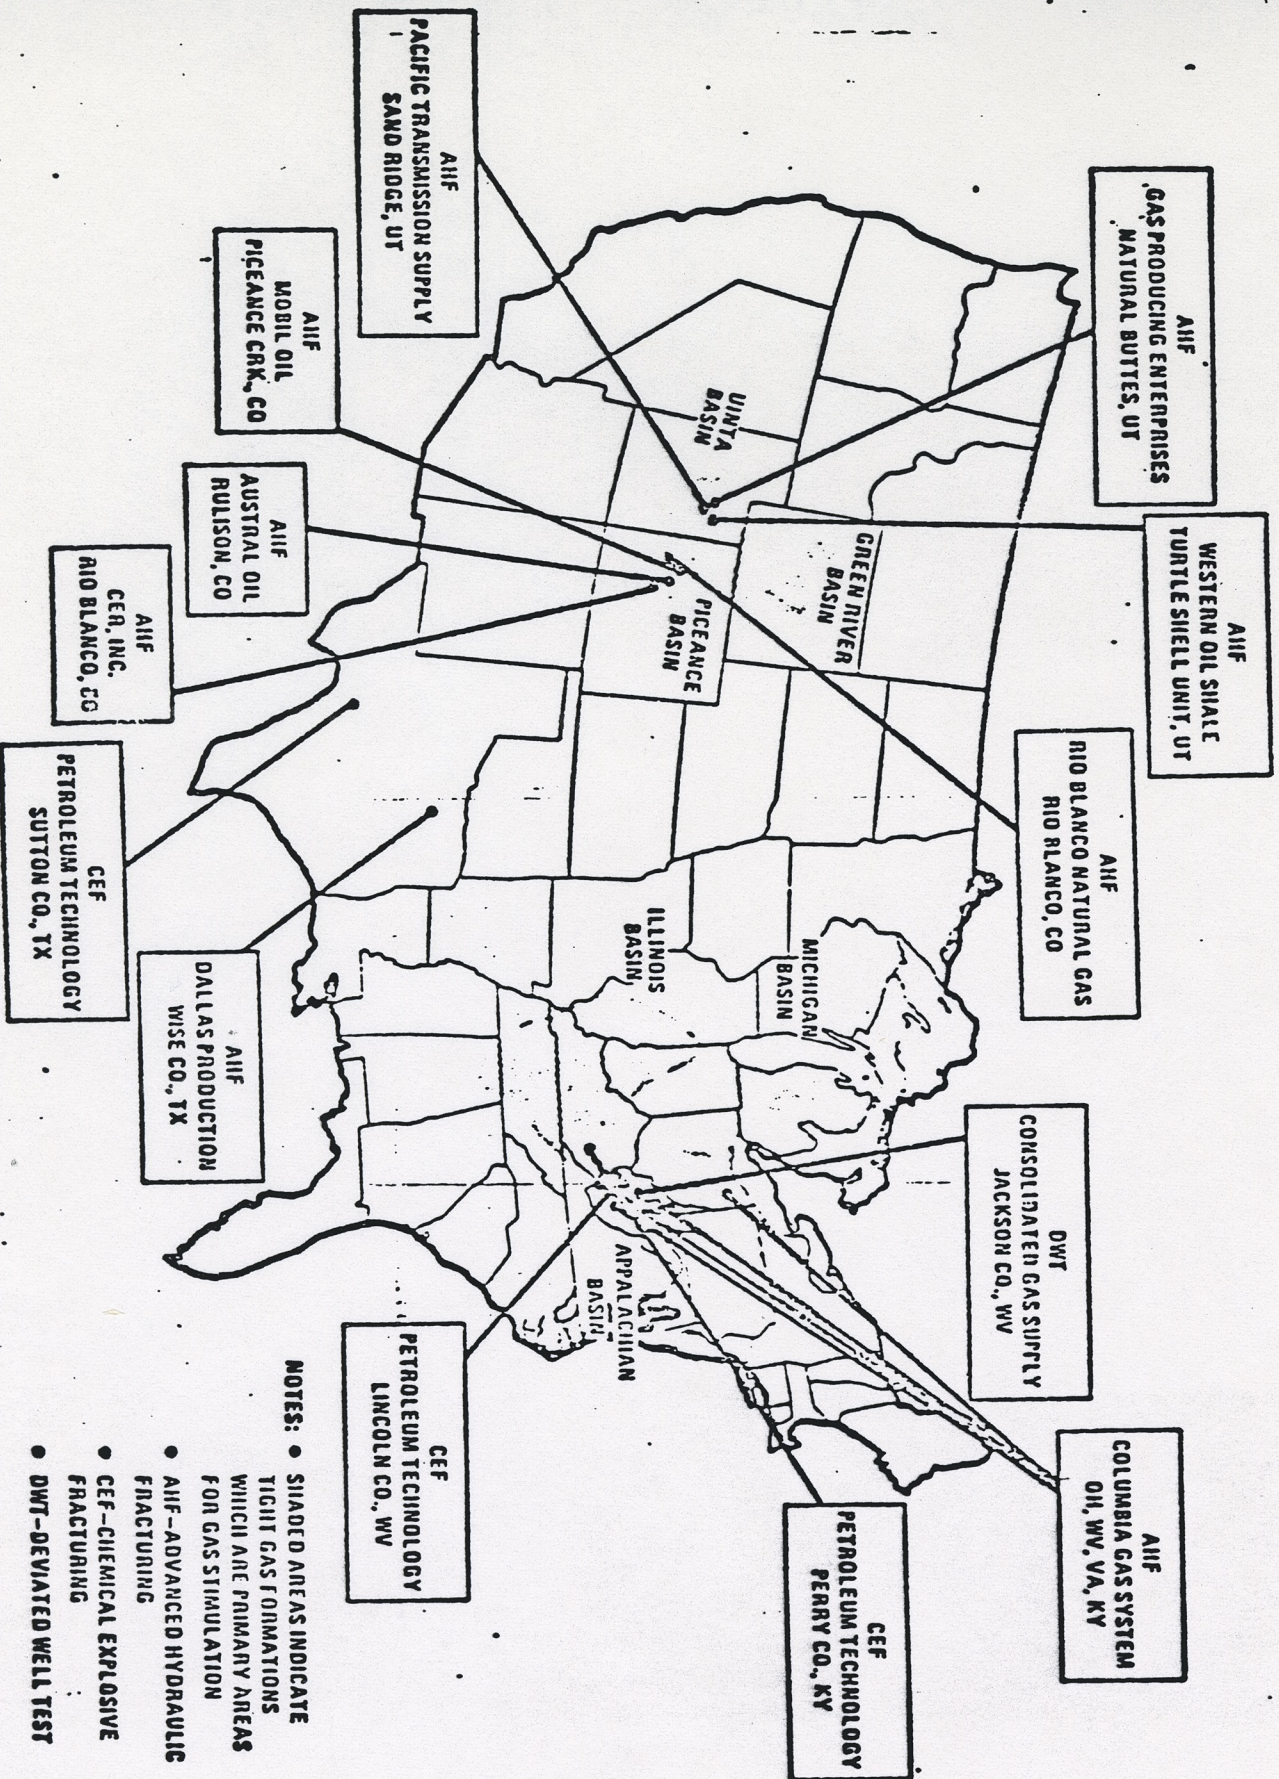 AHF
GAS PRODUCING ENTERPRISES
NATURAL BUTTES, UT
AHF
WESTERN OIL SHALE
TURTLE SHELL UNIT, UT
AHF
RIO BLANCO NATURAL GAS
RIO BLANCO, CO
DWT
CONSOLIDATED GAS SUPPLY
JACKSON CO., WV
AHF
COLUMBIA GAS SYSTEM
OH, WV, VA, KY
CEF
PETROLEUM TECHNOLOGY
PERRY CO., KY
UINTA
BASIN
GREEN RIVER
BASIN
PICEANCE
BASIN
MICHIGAN
BASIN
ILLINOIS
BASIN
APPALACHIAN
BASIN
AHF
PACIFIC TRANSMISSION SUPPLY
SAND RIDGE, UT
AHF
MOBIL OIL
PICEANCE CRK., CO
AHF
AUSTRAL OIL
RULISON, CO
AHF
CER, INC.
RIO BLANCO, CO
CEF
PETROLEUM TECHNOLOGY
SUTTON CO., TX
AHF
DALLAS PRODUCTION
WISE CO., TX
CEF
PETROLEUM TECHNOLOGY
LINCOLN CO., WV
NOTES: ● SHADED AREAS INDICATE
TIGHT GAS FORMATIONS
WHICH ARE PRIMARY AREAS
FOR GAS STIMULATION
● AHF–ADVANCED HYDRAULIC
FRACTURING
● CEF–CHEMICAL EXPLOSIVE
FRACTURING
● DWT–DEVIATED WELL TEST